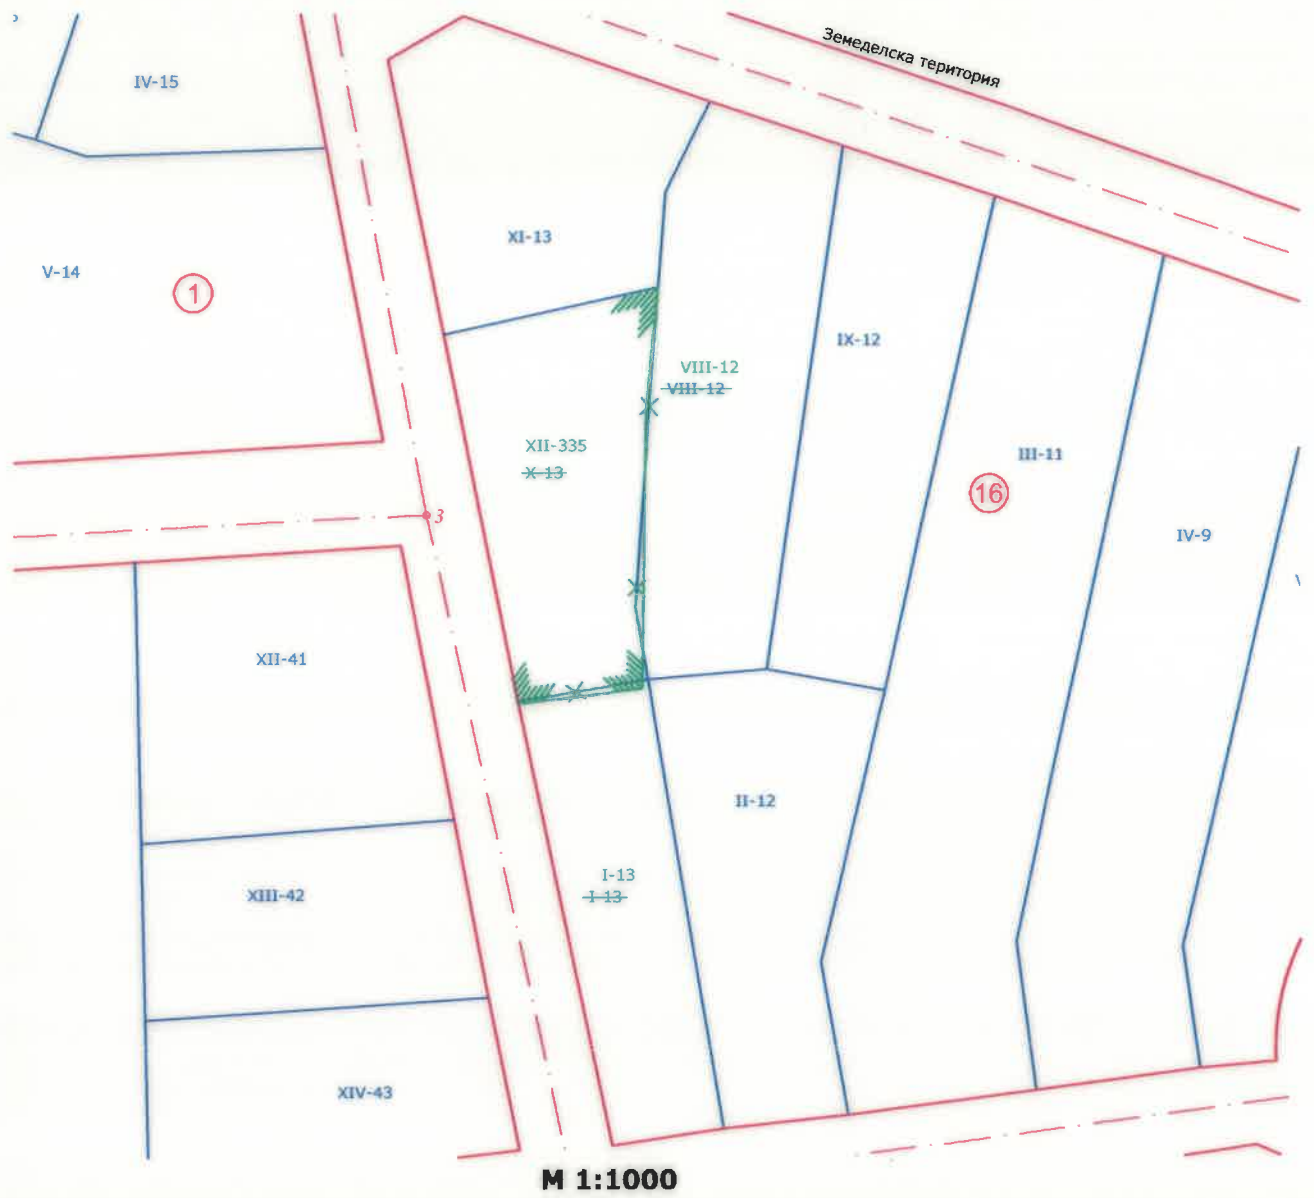 Земеделска територия
IV-15
XI-13
V-14
1
VIII-12
VIII-12
IX-12
XII-335
X-13
III-11
16
3
IV-9
XII-41
II-12
I-13
I-13
XIII-42
XIV-43
М 1:1000